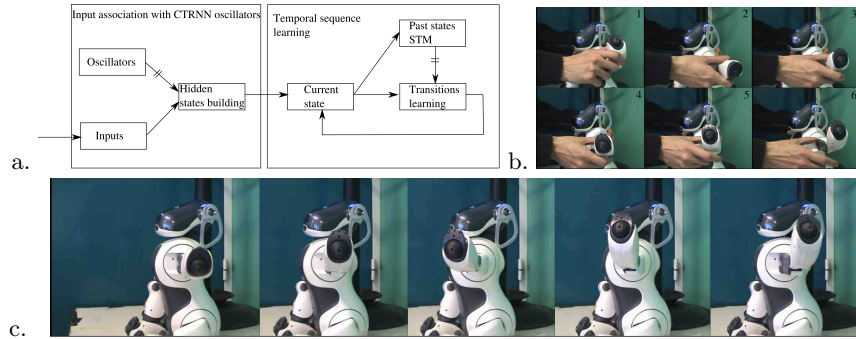 Input association with CTRNN oscillators
Temporal sequence
learning
Past states
STM
Oscillators
Hidden
states building
Current
state
Transitions
learning
Inputs
a.
1
2
3
4
5
6
b.
c.